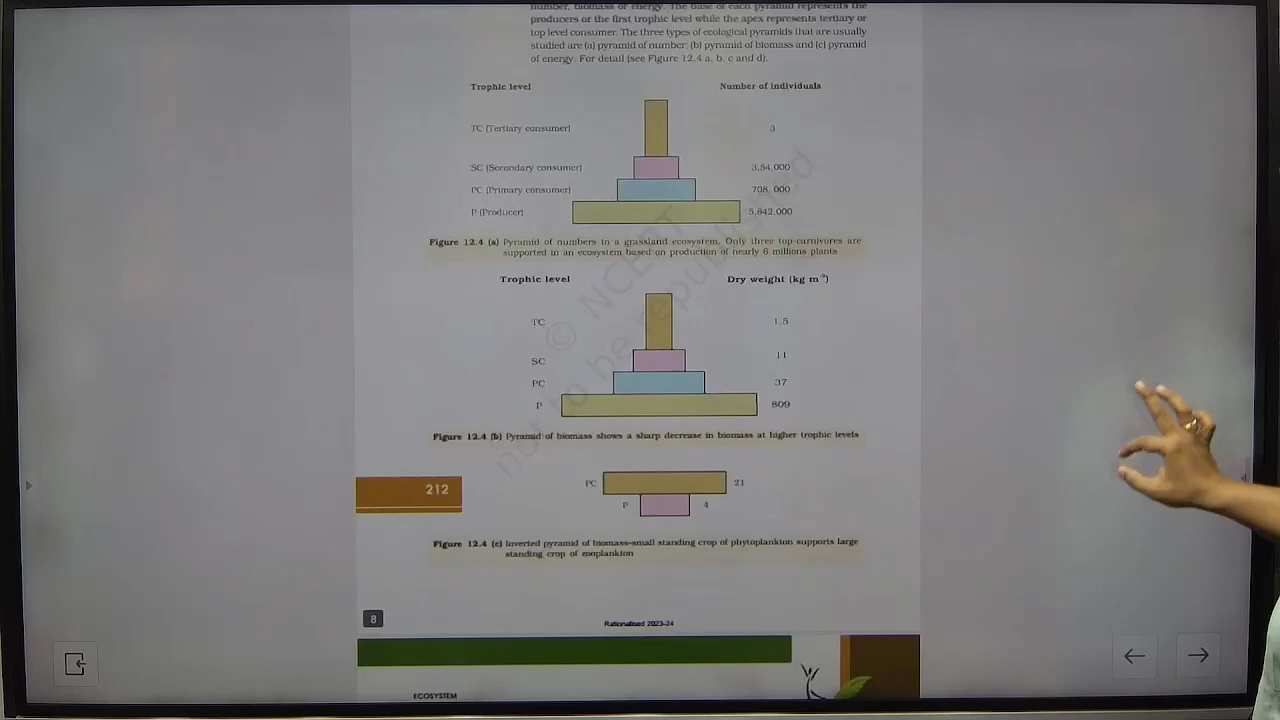 number, biomass or energy. The base of each pyramid represents the
producers or the first trophic level while the apex represents tertiary or
top level consumer. The three types of ecological pyramids that are usually
studied are (a) pyramid of number; (b) pyramid of biomass and (c) pyramid
of energy. For detail (see Figure 12.4 a, b, c and d).
Trophic level Number of individuals
TC (Tertiary consumer) 3
SC (Secondary consumer) 3,54,000
PC (Primary consumer) 708, 000
P (Producer) 5,842,000
Figure 12.4 (a) Pyramid of numbers in a grassland ecosystem. Only three top-carnivores are
supported in an ecosystem based on production of nearly 6 millions plants
Trophic level Dry weight (kg m⁻²)
TC 1.5
SC 11
PC 37
P 809
Figure 12.4 (b) Pyramid of biomass shows a sharp decrease in biomass at higher trophic levels
212
PC 21
P 4
Figure 12.4 (c) Inverted pyramid of biomass-small standing crop of phytoplankton supports large
standing crop of zooplankton
© NCERT
not to be republished
8
Rationalised 2023-24
ECOSYSTEM